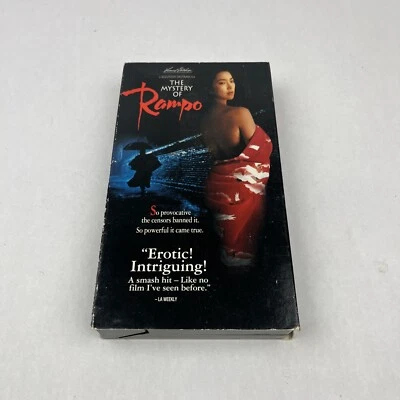 THE
MYSTERY
OF
Rampo
So provocative
the censors banned it.
So powerful it came true.
"Erotic!
Intriguing!
A smash hit – Like no
film I've seen before."
– LA WEEKLY